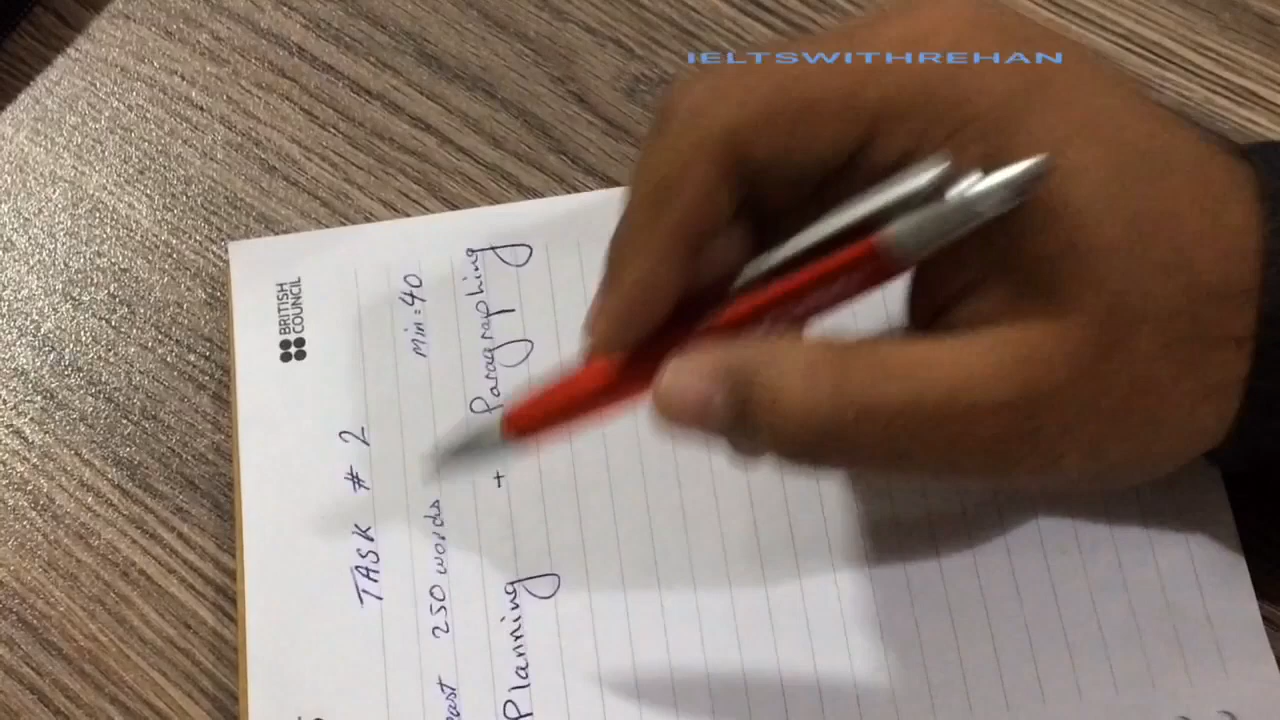 IELTSWITHREHAN
BRITISH
COUNCIL
TASK # 2
250 words min=40
Planning + Paragraphing